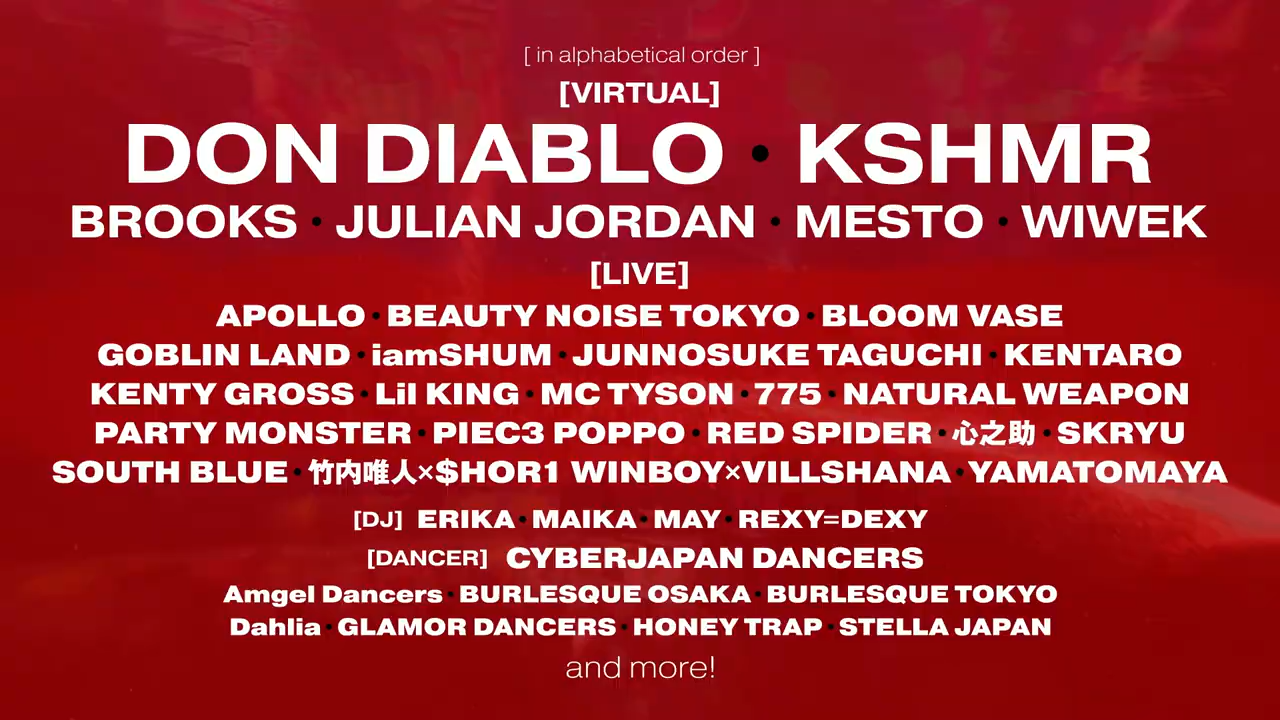 [ in alphabetical order ]
[VIRTUAL]
DON DIABLO • KSHMR
BROOKS • JULIAN JORDAN • MESTO • WIWEK
[LIVE]
APOLLO • BEAUTY NOISE TOKYO • BLOOM VASE
GOBLIN LAND • iamSHUM • JUNNOSUKE TAGUCHI • KENTARO
KENTY GROSS • Lil KING • MC TYSON • 775 • NATURAL WEAPON
PARTY MONSTER • PIEC3 POPPO • RED SPIDER • 心之助 • SKRYU
SOUTH BLUE • 竹内唯人×$HOR1 WINBOY×VILLSHANA • YAMATOMAYA
[DJ] ERIKA • MAIKA • MAY • REXY=DEXY
[DANCER] CYBERJAPAN DANCERS
Amgel Dancers • BURLESQUE OSAKA • BURLESQUE TOKYO
Dahlia • GLAMOR DANCERS • HONEY TRAP • STELLA JAPAN
and more!